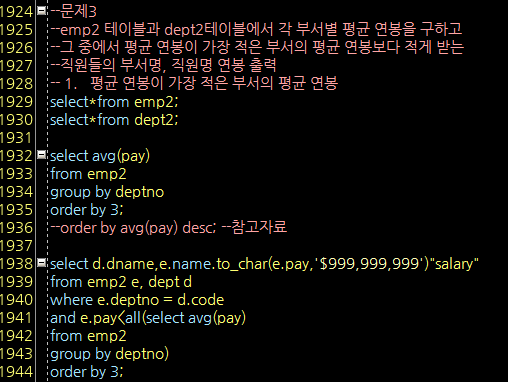 1924 --문제3
1925 --emp2 테이블과 dept2테이블에서 각 부서별 평균 연봉을 구하고
1926 --그 중에서 평균 연봉이 가장 적은 부서의 평균 연봉보다 적게 받는
1927 --직원들의 부서명, 직원명 연봉 출력
1928 -- 1. 평균 연봉이 가장 적은 부서의 평균 연봉
1929 select*from emp2;
1930 select*from dept2;
1931
1932 select avg(pay)
1933 from emp2
1934 group by deptno
1935 order by 3;
1936 --order by avg(pay) desc; --참고자료
1937
1938 select d.dname,e.name.to_char(e.pay,'$999,999,999')"salary"
1939 from emp2 e, dept d
1940 where e.deptno = d.code
1941 and e.pay<all(select avg(pay)
1942 from emp2
1943 group by deptno)
1944 order by 3;